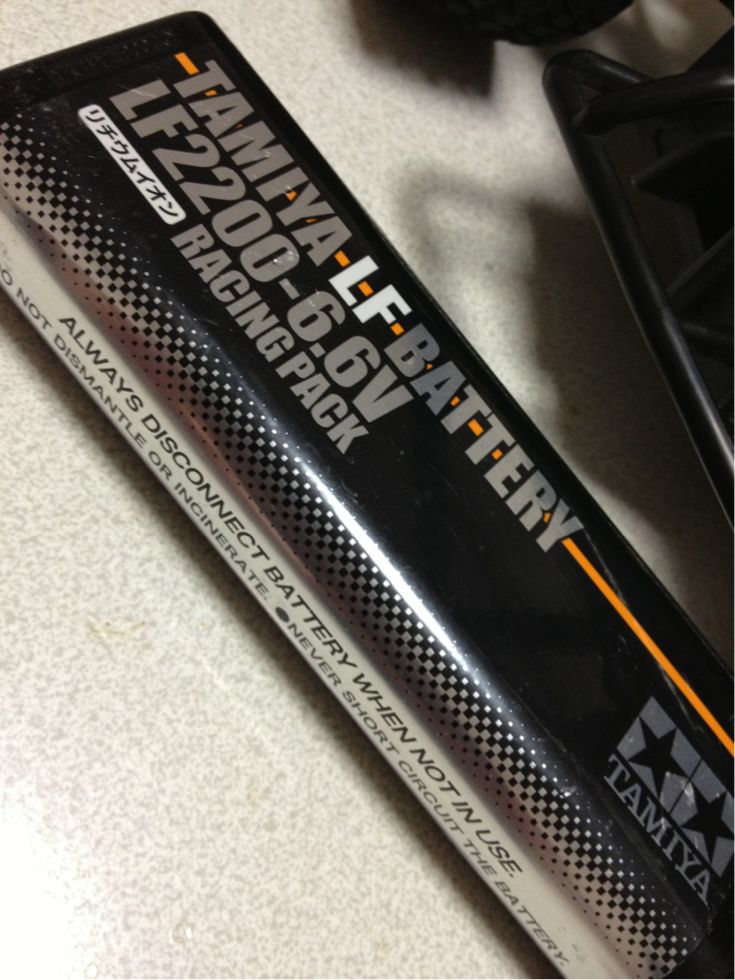 TAMIYA LF BATTERY
LF2200-6.6V
リチウムイオン RACING PACK
ALWAYS DISCONNECT BATTERY WHEN NOT IN USE.
DO NOT DISMANTLE OR INCINERATE. ●NEVER SHORT CIRCUIT THE BATTERY.
TAMIYA